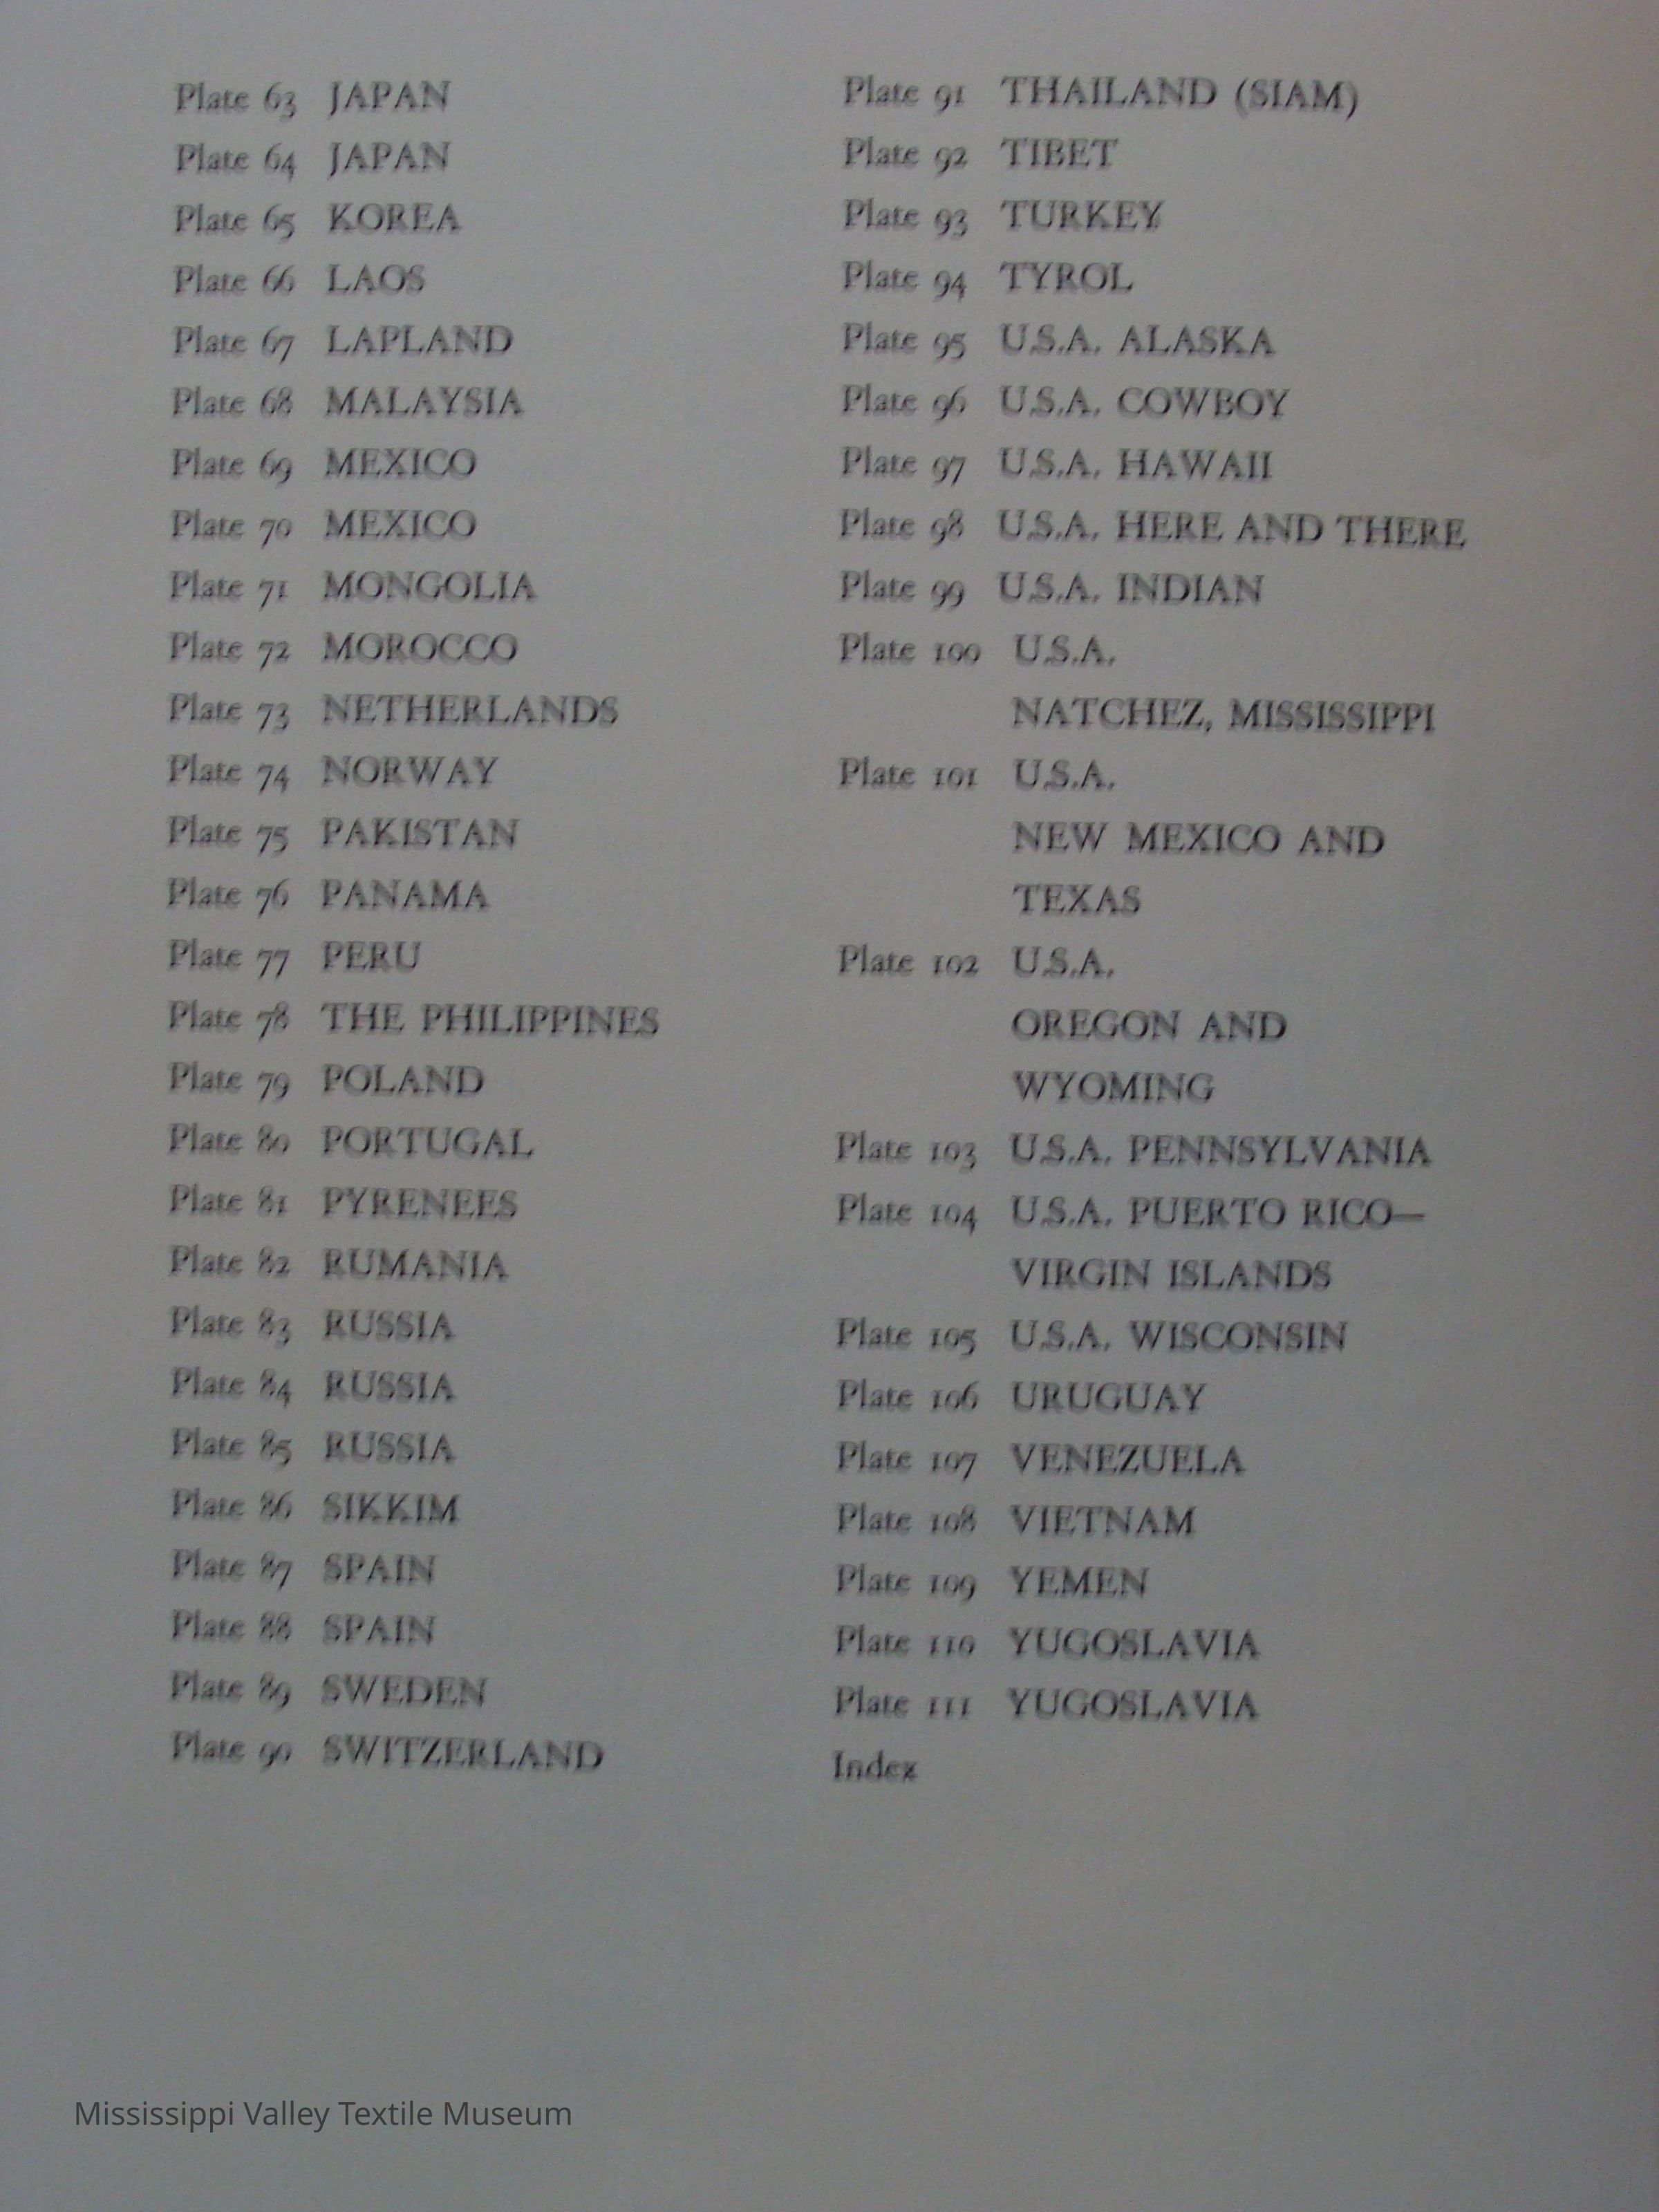 Plate 63 JAPAN
Plate 64 JAPAN
Plate 65 KOREA
Plate 66 LAOS
Plate 67 LAPLAND
Plate 68 MALAYSIA
Plate 69 MEXICO
Plate 70 MEXICO
Plate 71 MONGOLIA
Plate 72 MOROCCO
Plate 73 NETHERLANDS
Plate 74 NORWAY
Plate 75 PAKISTAN
Plate 76 PANAMA
Plate 77 PERU
Plate 78 THE PHILIPPINES
Plate 79 POLAND
Plate 80 PORTUGAL
Plate 81 PYRENEES
Plate 82 RUMANIA
Plate 83 RUSSIA
Plate 84 RUSSIA
Plate 85 RUSSIA
Plate 86 SIKKIM
Plate 87 SPAIN
Plate 88 SPAIN
Plate 89 SWEDEN
Plate 90 SWITZERLAND
Plate 91 THAILAND (SIAM)
Plate 92 TIBET
Plate 93 TURKEY
Plate 94 TYROL
Plate 95 U.S.A. ALASKA
Plate 96 U.S.A. COWBOY
Plate 97 U.S.A. HAWAII
Plate 98 U.S.A. HERE AND THERE
Plate 99 U.S.A. INDIAN
Plate 100 U.S.A.
NATCHEZ, MISSISSIPPI
Plate 101 U.S.A.
NEW MEXICO AND
TEXAS
Plate 102 U.S.A.
OREGON AND
WYOMING
Plate 103 U.S.A. PENNSYLVANIA
Plate 104 U.S.A. PUERTO RICO—
VIRGIN ISLANDS
Plate 105 U.S.A. WISCONSIN
Plate 106 URUGUAY
Plate 107 VENEZUELA
Plate 108 VIETNAM
Plate 109 YEMEN
Plate 110 YUGOSLAVIA
Plate 111 YUGOSLAVIA
Index
Mississippi Valley Textile Museum